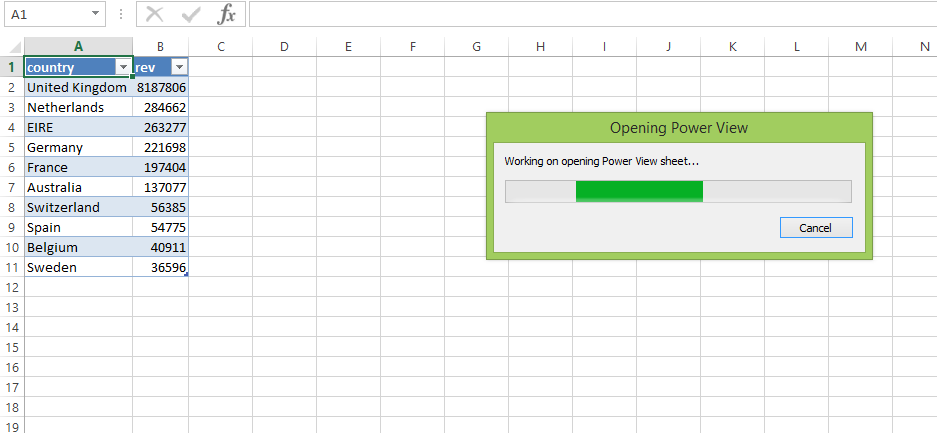 A1 fx
A B C D E F G H I J K L M N
1 country rev
2 United Kingdom 8187806
3 Netherlands 284662
4 EIRE 263277
5 Germany 221698
6 France 197404
7 Australia 137077
8 Switzerland 56385
9 Spain 54775
10 Belgium 40911
11 Sweden 36596
12
13
14
15
16
17
18
19
Opening Power View
Working on opening Power View sheet...
Cancel